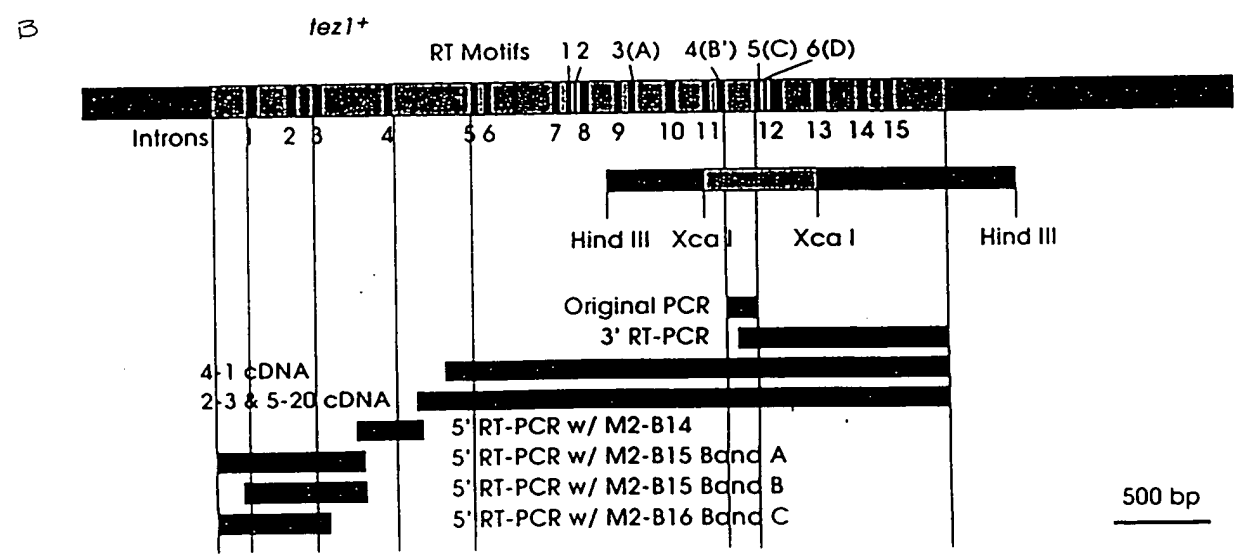 B
tez1+
RT Motifs 1 2 3(A) 4(B') 5(C) 6(D)
Introns 1 2 3 4 5 6 7 8 9 10 11 12 13 14 15
Hind III Xca I Xca I Hind III
Original PCR
3' RT-PCR
4-1 cDNA
2-3 & 5-20 cDNA
5' RT-PCR w/ M2-B14
5' RT-PCR w/ M2-B15 Band A
5' RT-PCR w/ M2-B15 Band B
5' RT-PCR w/ M2-B16 Band C
500 bp